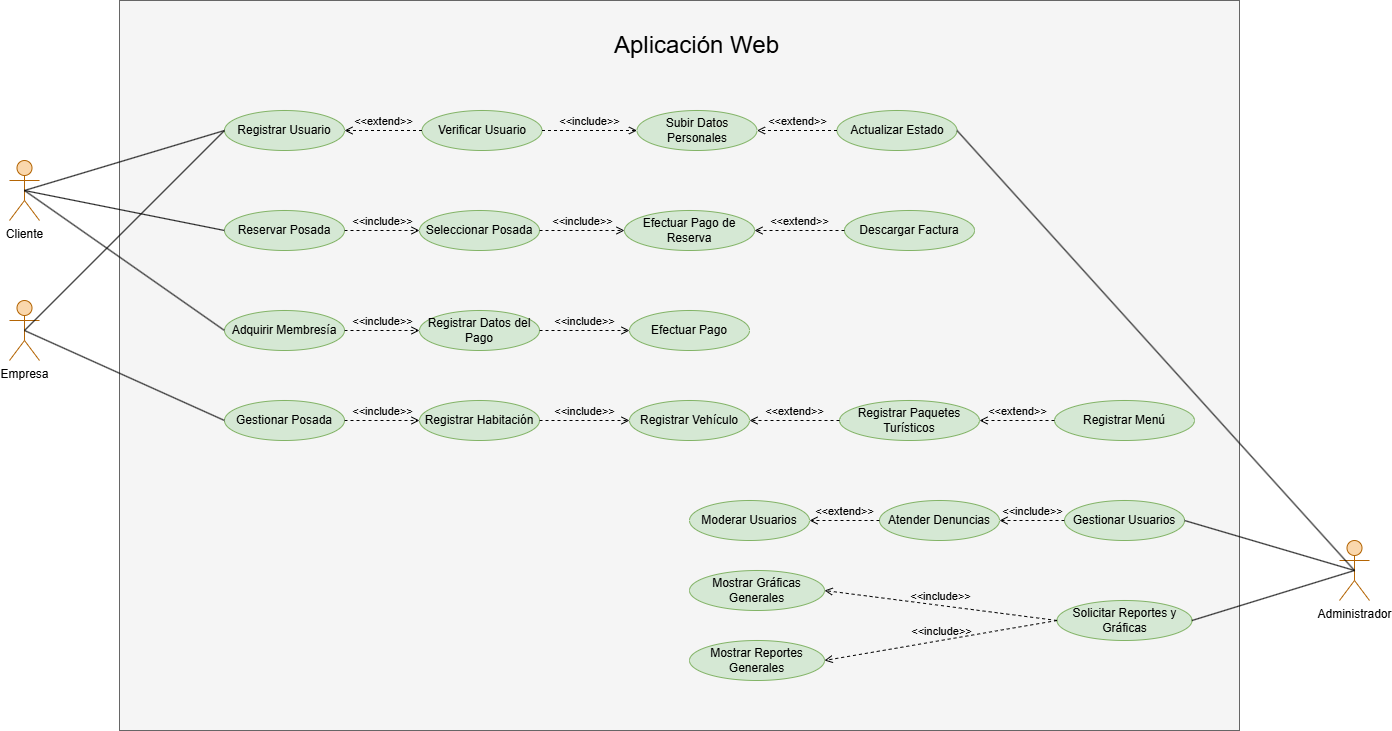 Aplicación Web
Registrar Usuario
<<extend>>
Verificar Usuario
<<include>>
Subir Datos
Personales
<<extend>>
Actualizar Estado
Cliente
Reservar Posada
<<include>>
Seleccionar Posada
<<include>>
Efectuar Pago de
Reserva
<<extend>>
Descargar Factura
Empresa
Adquirir Membresía
<<include>>
Registrar Datos del
Pago
<<include>>
Efectuar Pago
Gestionar Posada
<<include>>
Registrar Habitación
<<include>>
Registrar Vehículo
<<extend>>
Registrar Paquetes
Turísticos
<<extend>>
Registrar Menú
Moderar Usuarios
<<extend>>
Atender Denuncias
<<include>>
Gestionar Usuarios
Mostrar Gráficas
Generales
<<include>>
Solicitar Reportes y
Gráficas
Administrador
<<include>>
Mostrar Reportes
Generales